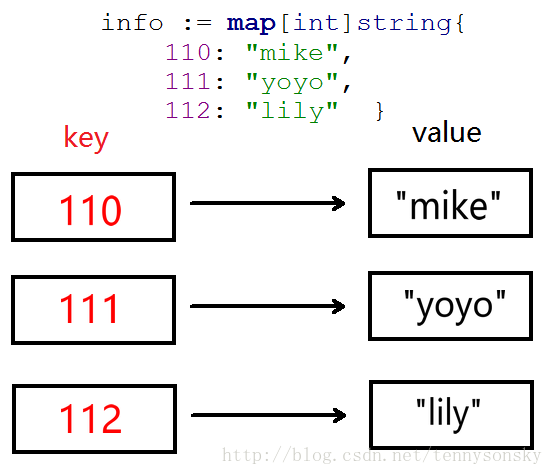 info := map[int]string{
110: "mike",
111: "yoyo",
112: "lily" }
key value
110 "mike"
111 "yoyo"
112 "lily"
http://blog.csdn.net/tennysonsky